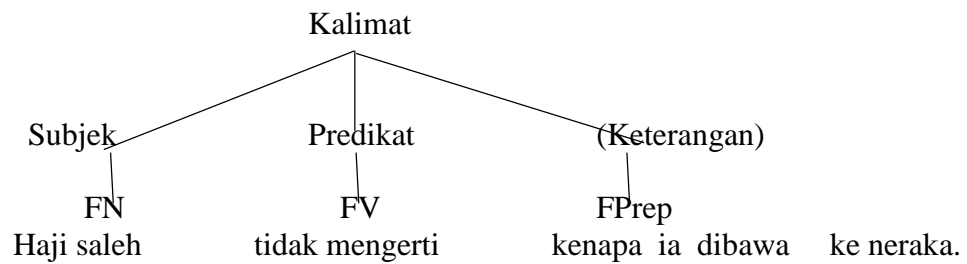 Kalimat
Subjek Predikat (Keterangan)
FN FV FPrep
Haji saleh tidak mengerti kenapa ia dibawa ke neraka.